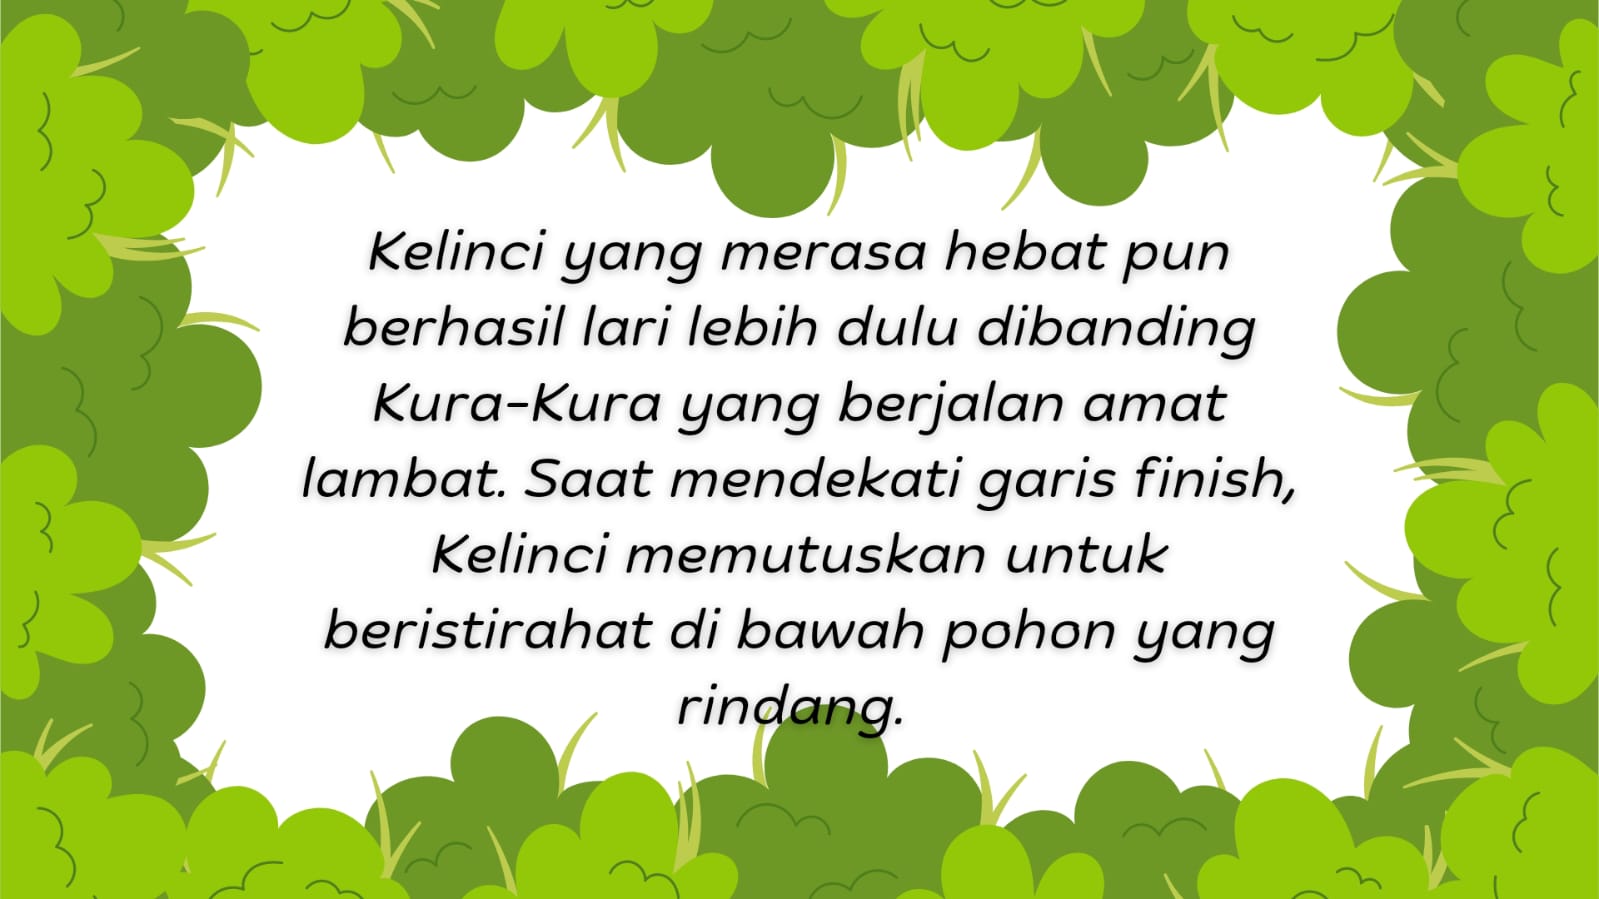 Kelinci yang merasa hebat pun
berhasil lari lebih dulu dibanding
Kura-Kura yang berjalan amat
lambat. Saat mendekati garis finish,
Kelinci memutuskan untuk
beristirahat di bawah pohon yang
rindang.